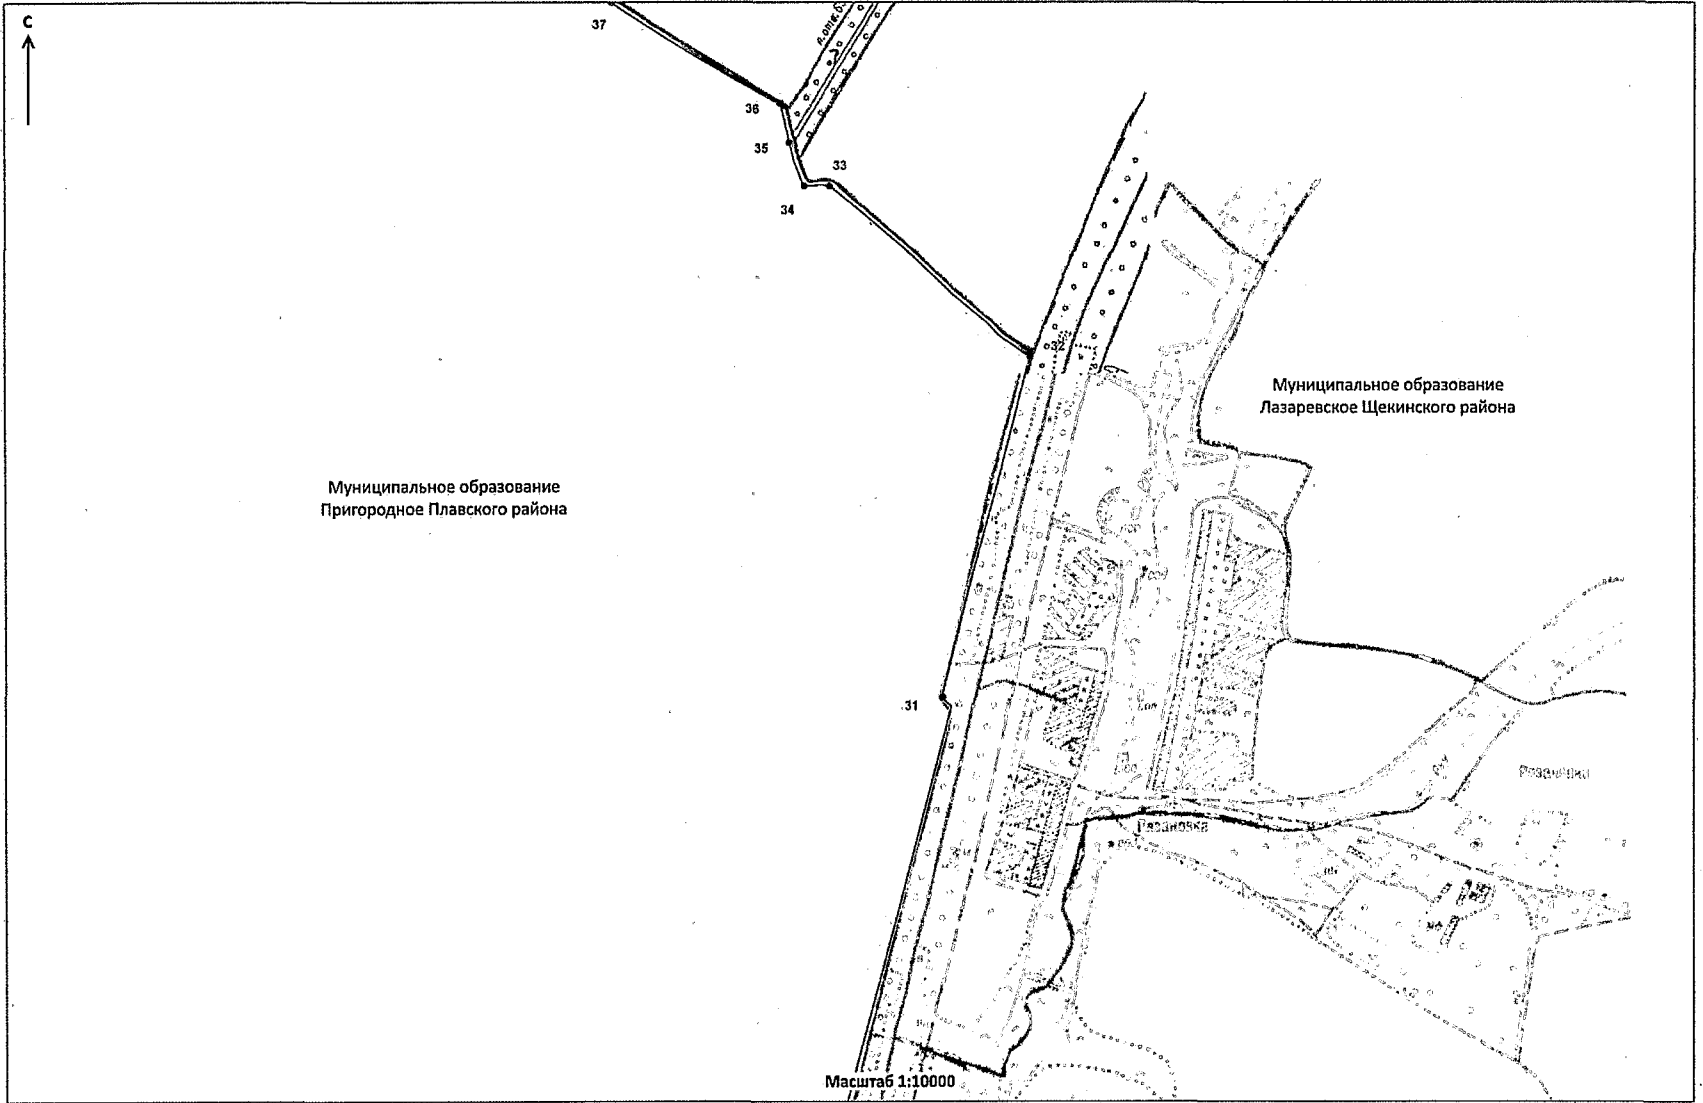 С
37
36
35
33
34
32
Муниципальное образование
Лазаревское Щекинского района
Муниципальное образование
Пригородное Плавского района
31
Рязановка
Масштаб 1:10000